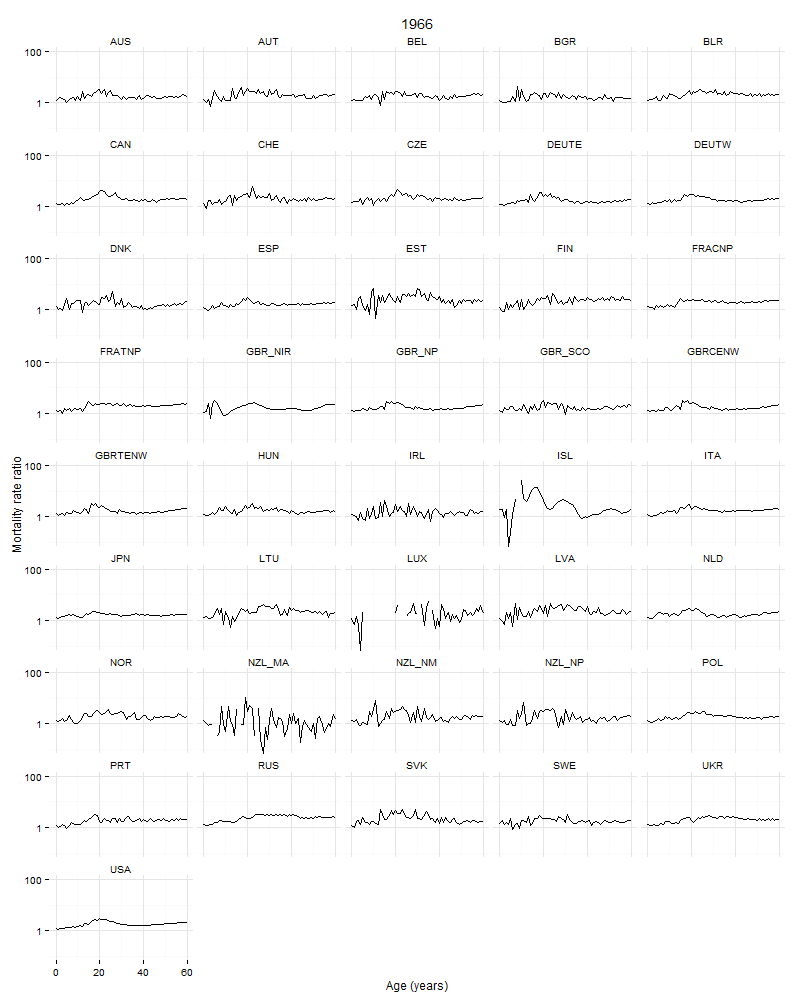 1966
AUS AUT BEL BGR BLR
100
1
CAN CHE CZE DEUTE DEUTW
100
1
DNK ESP EST FIN FRACNP
100
1
FRATNP GBR_NIR GBR_NP GBR_SCO GBRCENW
100
1
Mortality rate ratio
GBRTENW HUN IRL ISL ITA
100
1
JPN LTU LUX LVA NLD
100
1
NOR NZL_MA NZL_NM NZL_NP POL
100
1
PRT RUS SVK SWE UKR
100
1
USA
100
1
0 20 40 60
Age (years)